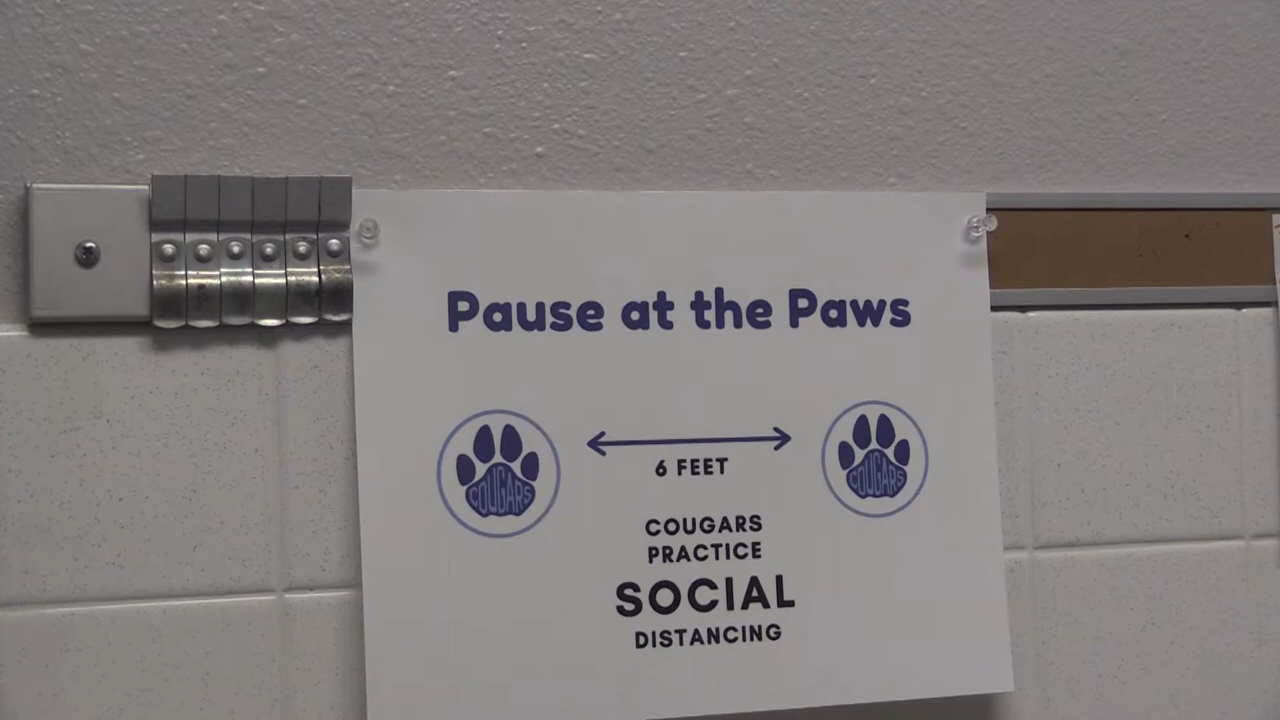 Pause at the Paws
COUGARS
6 FEET
COUGARS
COUGARS
PRACTICE
SOCIAL
DISTANCING